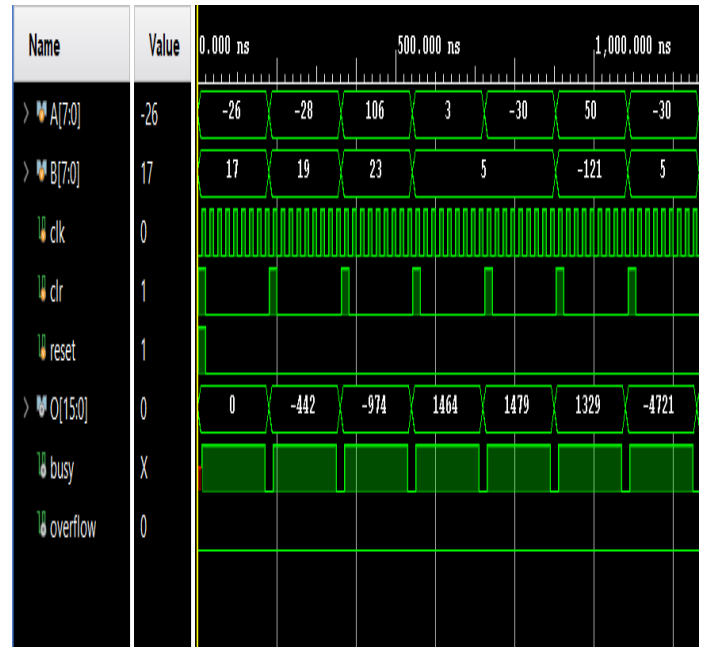 Name Value 0.000 ns 500.000 ns 1,000.000 ns
A[7:0] -26 -26 -28 106 3 -30 50 -30
B[7:0] 17 17 19 23 5 -121 5
clk 0
clr 1
reset 1
O[15:0] 0 0 -442 -974 1464 1479 1329 -4721
busy X
overflow 0